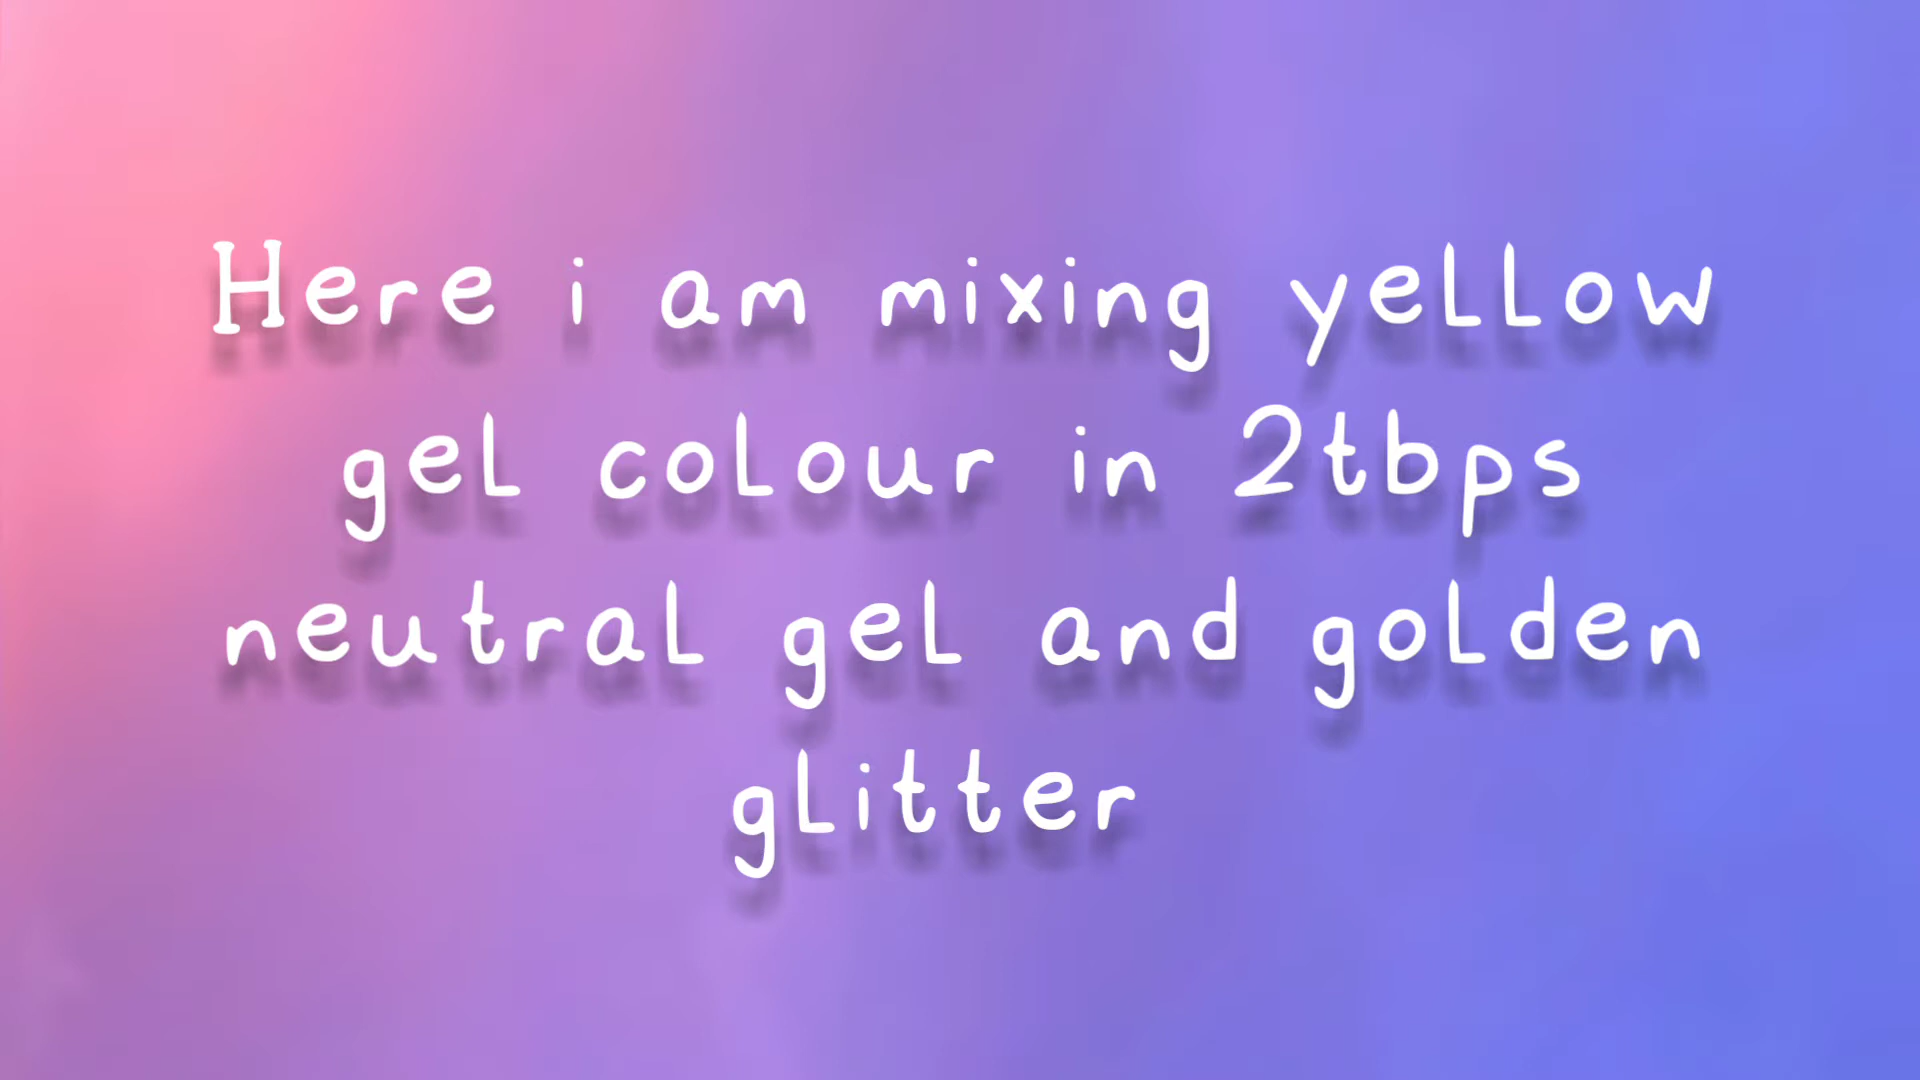 Here i am mixing yellow
gel colour in 2tbps
neutral gel and golden
glitter